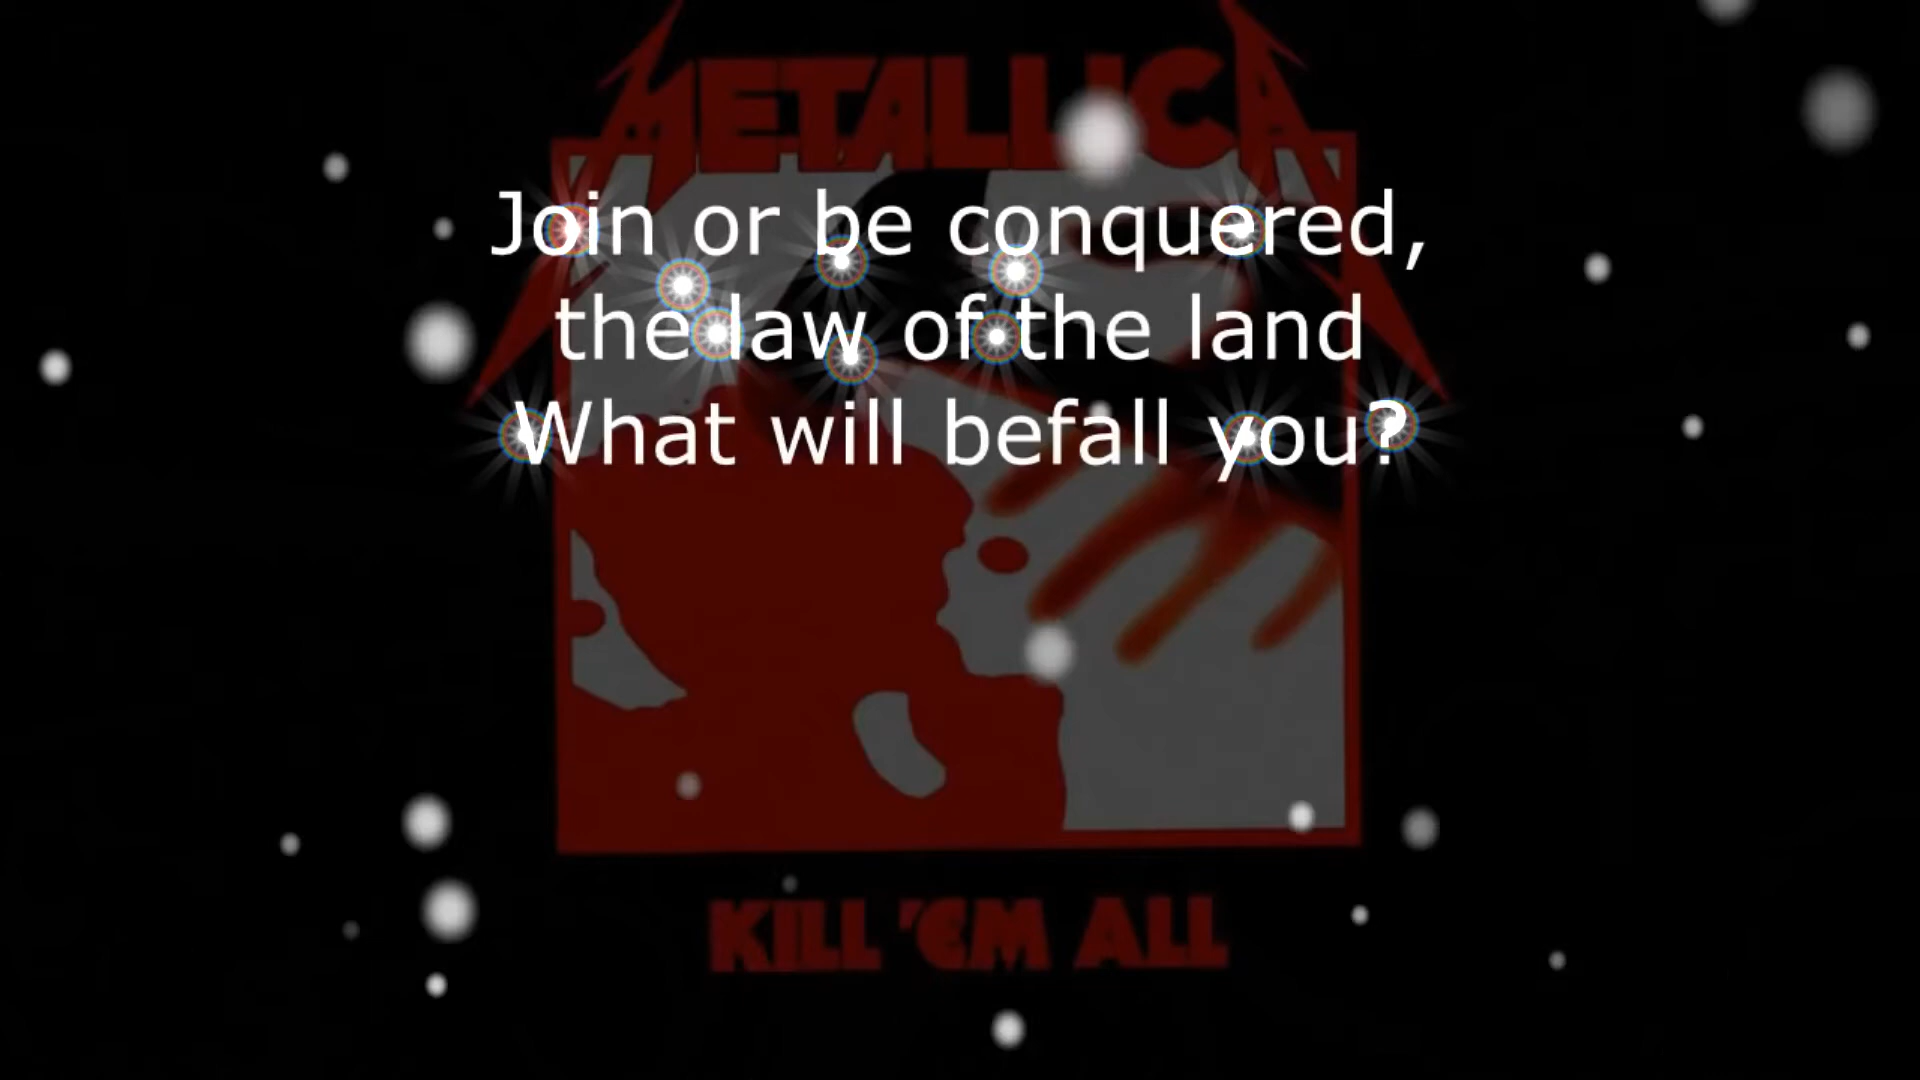 METALLICA
Join or be conquered,
the law of the land
What will befall you?
KILL 'EM ALL